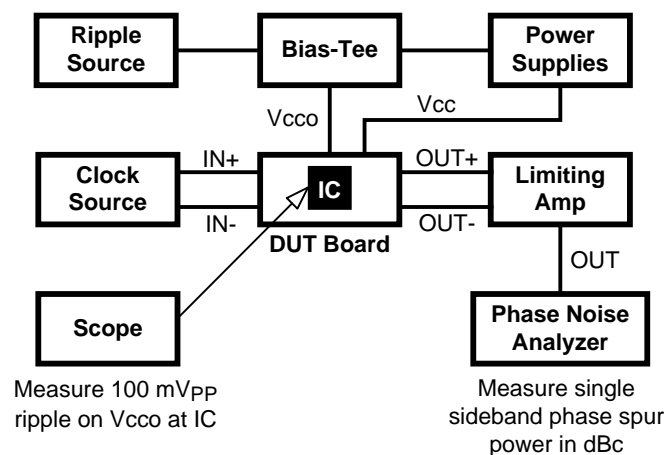 Ripple
Source
Bias-Tee
Power
Supplies
Vcco
Vcc
Clock
Source
IN+
IN-
IC
DUT Board
OUT+
OUT-
Limiting
Amp
OUT
Scope
Phase Noise
Analyzer
Measure 100 mVPP
ripple on Vcco at IC
Measure single
sideband phase spur
power in dBc